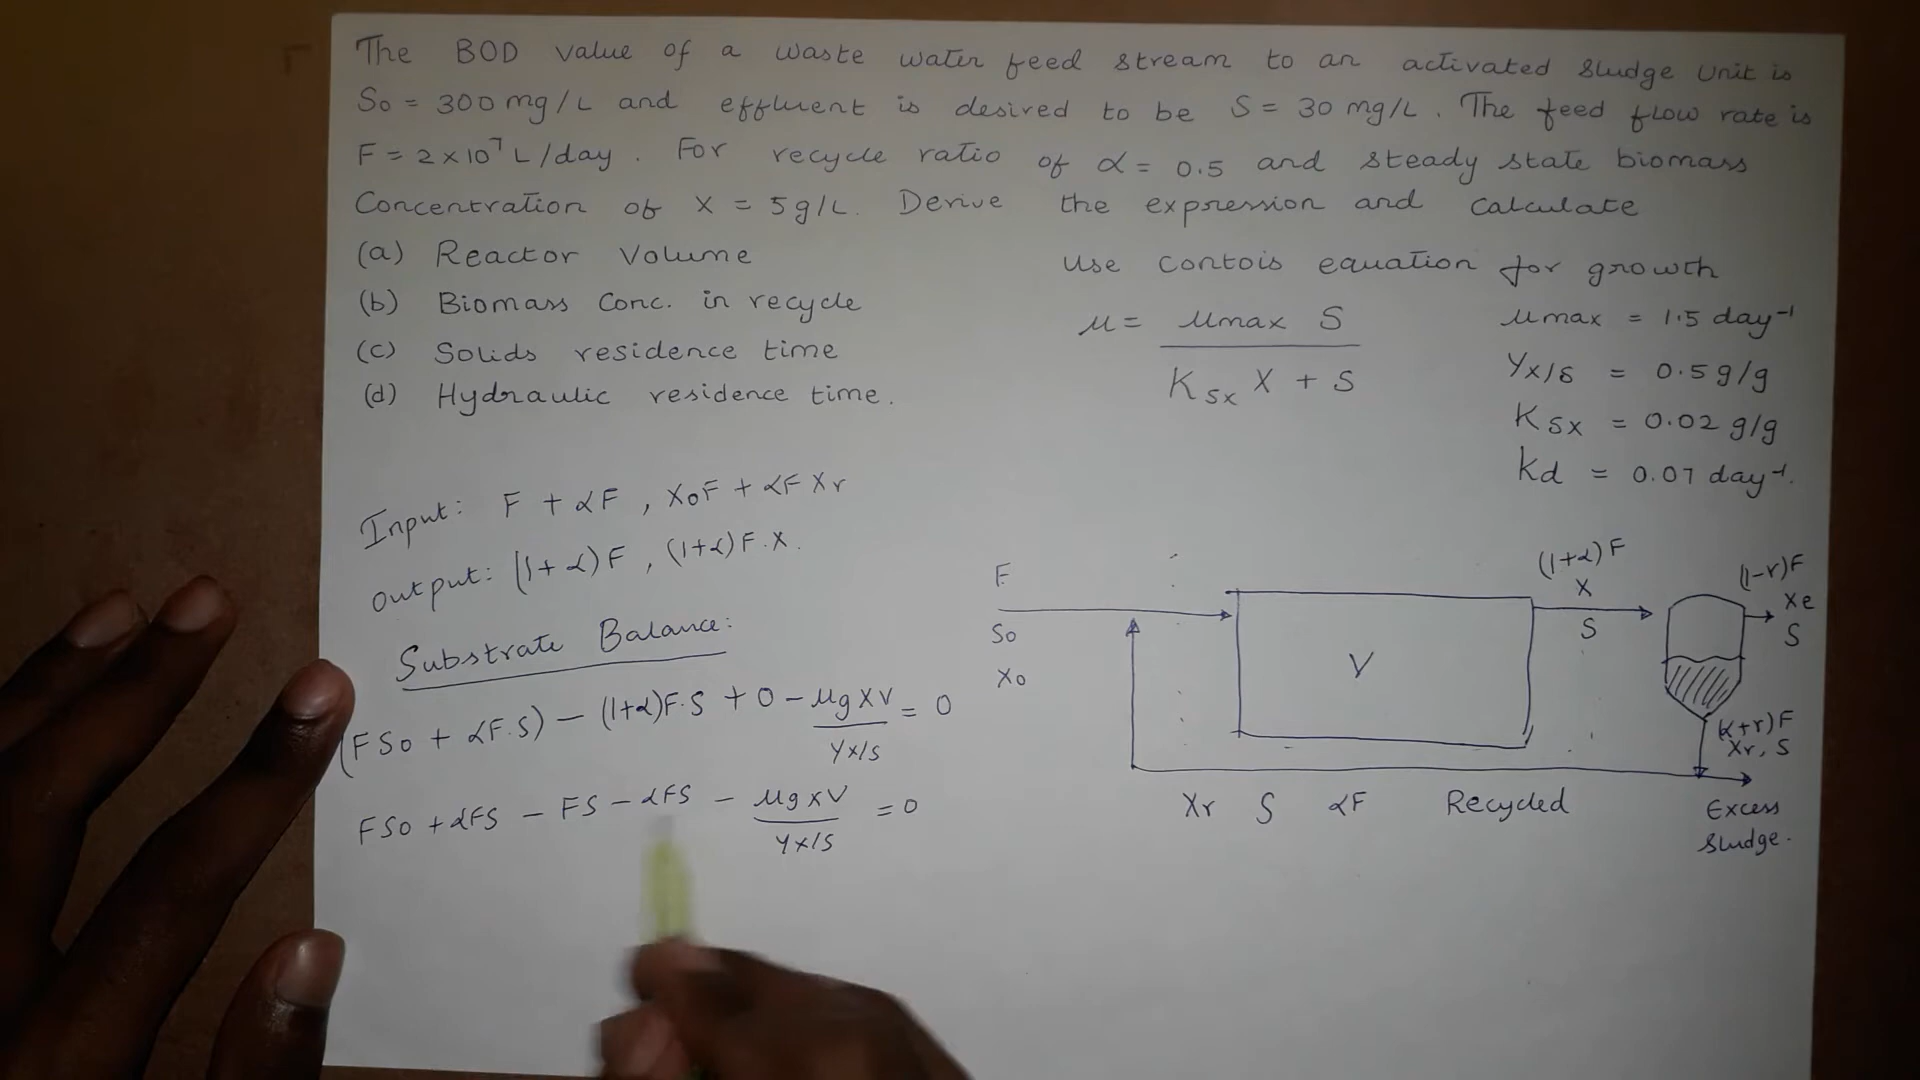 The BOD value of a waste water feed stream to an activated sludge unit is
So = 300 mg/L and effluent is desired to be S = 30 mg/L. The feed flow rate is
F = 2×10⁷ L/day. For recycle ratio of α = 0.5 and steady state biomass
Concentration of X = 5g/L. Derive the expression and calculate
(a) Reactor Volume
(b) Biomass Conc. in recycle
(c) Solids residence time
(d) Hydraulic residence time.
Use contois equation for growth
μ = μmax S
Ksx X + S
μmax = 1.5 day⁻¹
Yx/s = 0.5 g/g
Ksx = 0.02 g/g
kd = 0.07 day⁻¹.
Input: F + αF, XoF + αF Xr
Output: (1+α)F, (1+α)F.X.
Substrate Balance:
(FSo + αF.S) − (1+α)F.S + 0 − μg XV = 0
Yx/s
FSo + αFS − FS − αFS − μg XV = 0
Yx/s
F
So
Xo
V
(1+α)F
X
S
(1-r)F
Xe
S
(α+r)F
Xr, S
Xr S αF Recycled
Excess
Sludge.